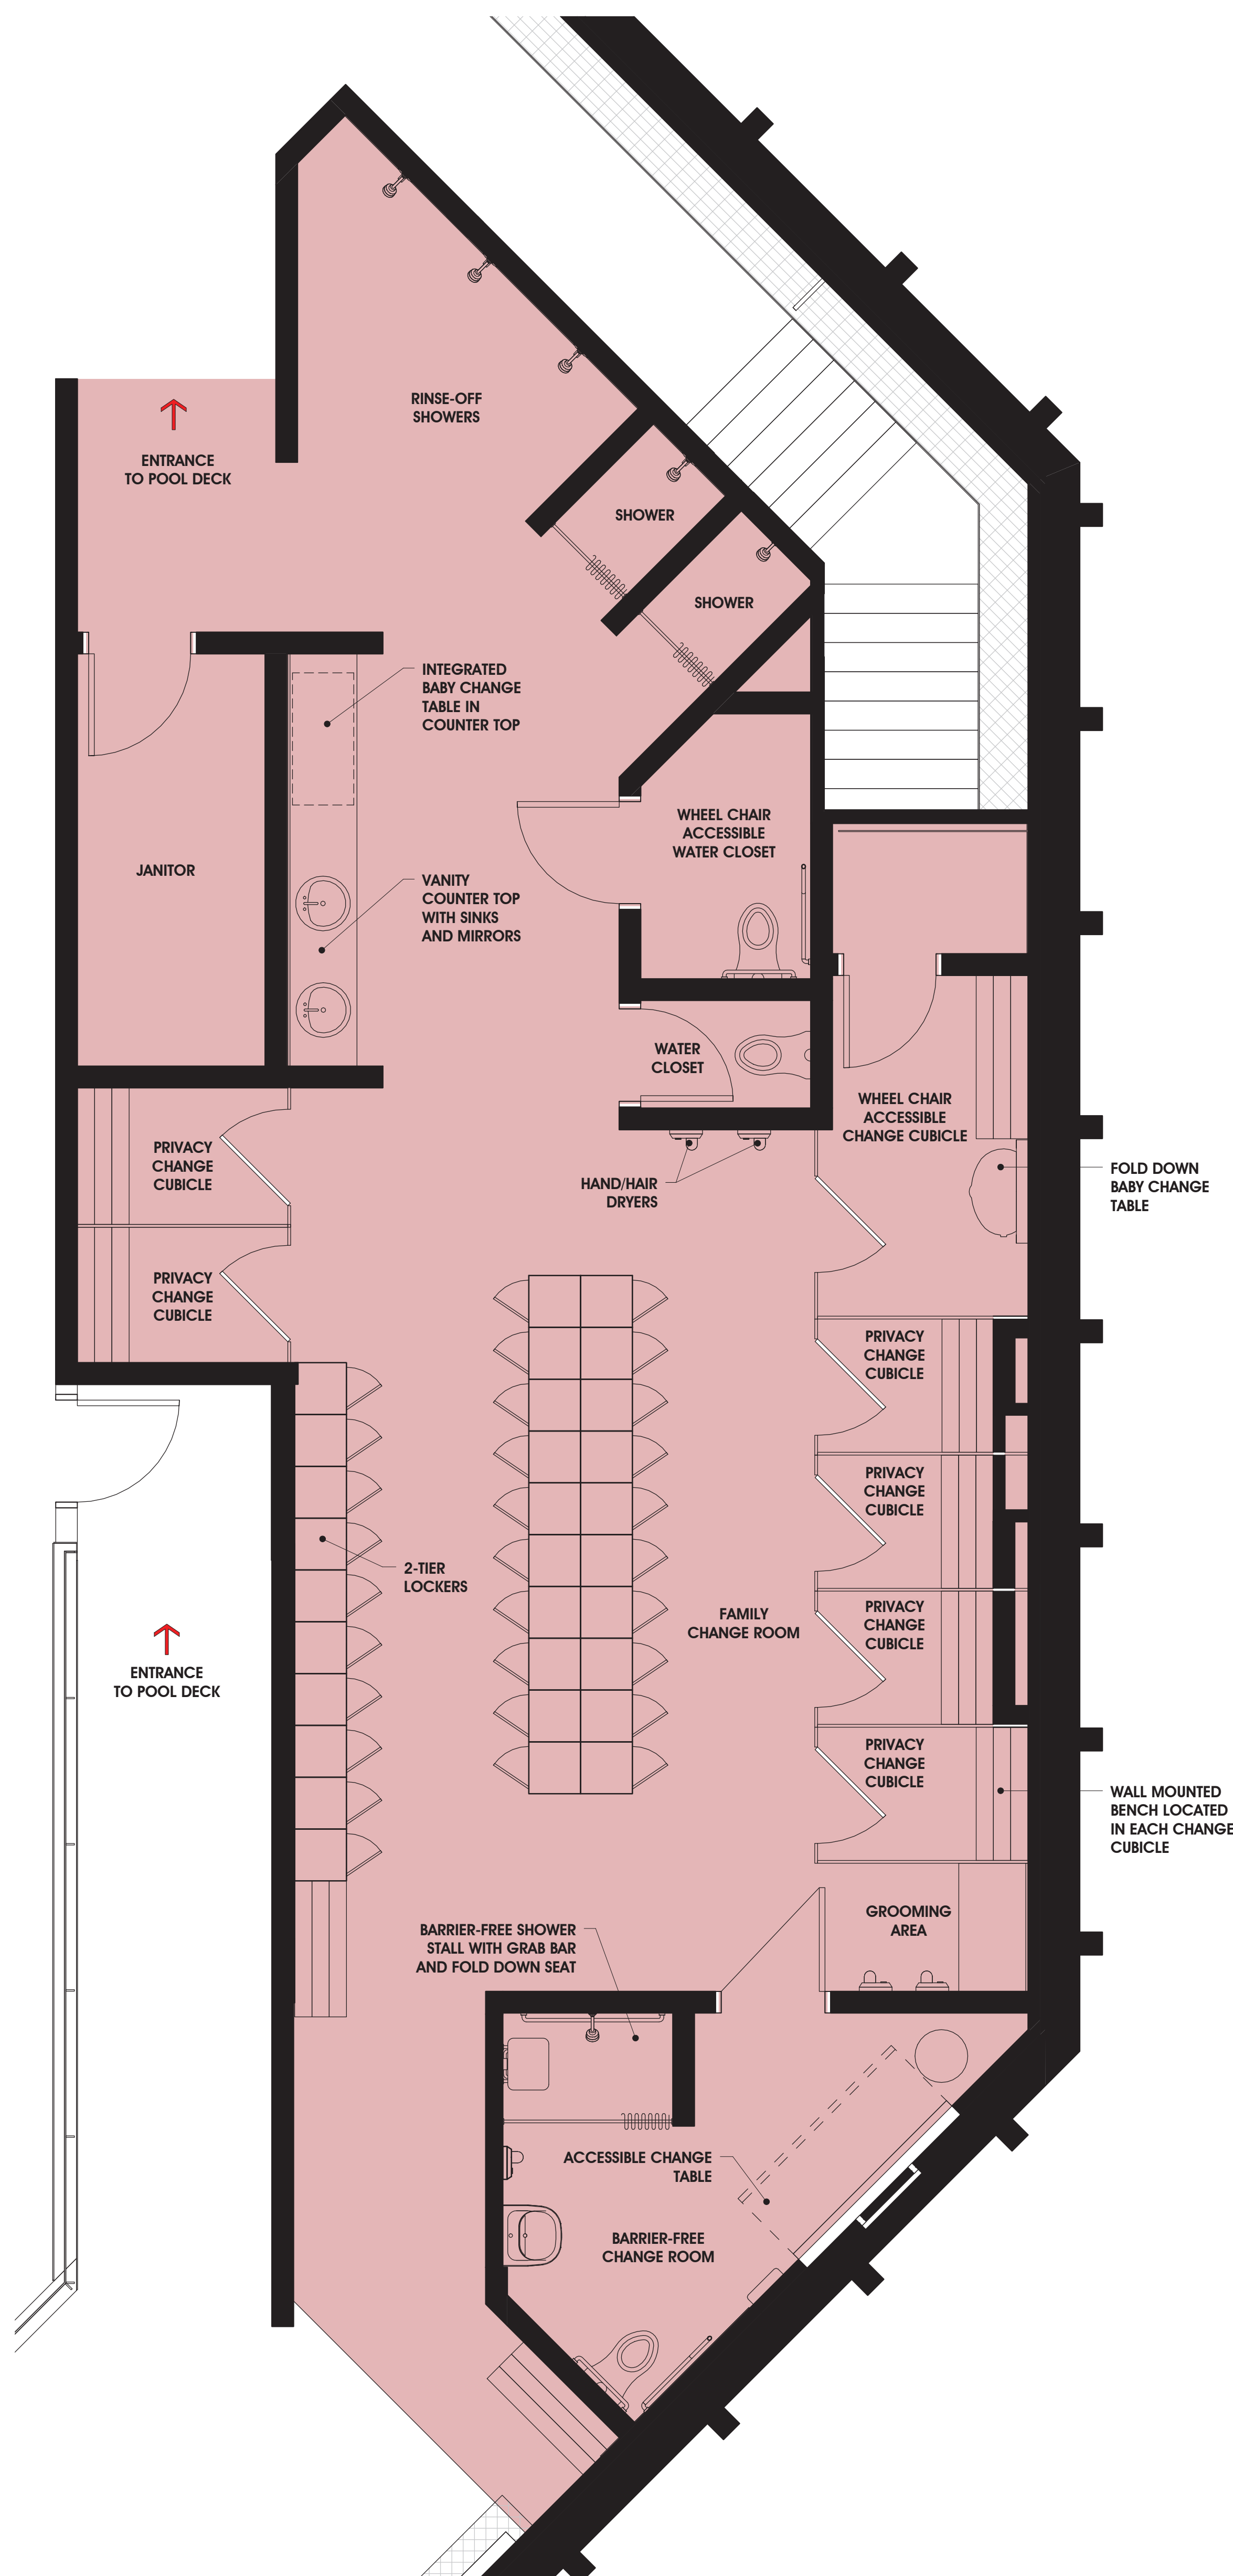 RINSE-OFF
SHOWERS
ENTRANCE
TO POOL DECK
SHOWER
SHOWER
INTEGRATED
BABY CHANGE
TABLE IN
COUNTER TOP
WHEEL CHAIR
ACCESSIBLE
WATER CLOSET
JANITOR
VANITY
COUNTER TOP
WITH SINKS
AND MIRRORS
WATER
CLOSET
WHEEL CHAIR
ACCESSIBLE
CHANGE CUBICLE
PRIVACY
CHANGE
CUBICLE
HAND/HAIR
DRYERS
FOLD DOWN
BABY CHANGE
TABLE
PRIVACY
CHANGE
CUBICLE
PRIVACY
CHANGE
CUBICLE
PRIVACY
CHANGE
CUBICLE
2-TIER
LOCKERS
FAMILY
CHANGE ROOM
PRIVACY
CHANGE
CUBICLE
ENTRANCE
TO POOL DECK
PRIVACY
CHANGE
CUBICLE
WALL MOUNTED
BENCH LOCATED
IN EACH CHANGE
CUBICLE
GROOMING
AREA
BARRIER-FREE SHOWER
STALL WITH GRAB BAR
AND FOLD DOWN SEAT
ACCESSIBLE CHANGE
TABLE
BARRIER-FREE
CHANGE ROOM